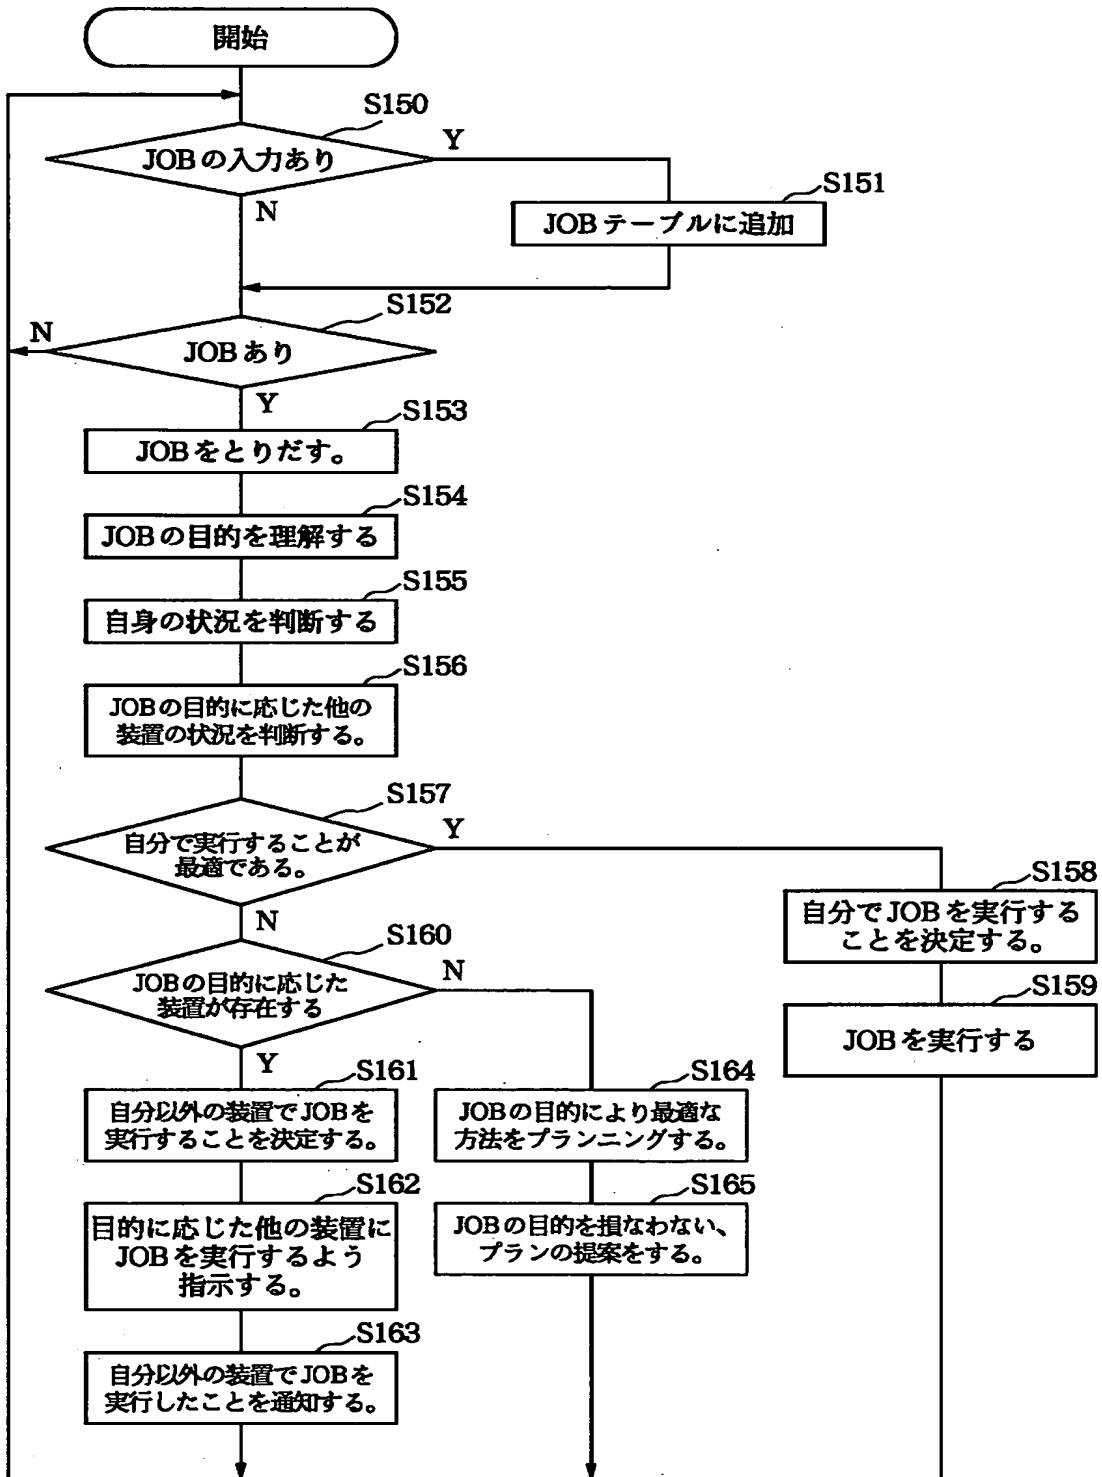 開始
S150
JOBの入力あり
Y
N
S151
JOBテーブルに追加
S152
N
JOBあり
Y
S153
JOBをとりだす。
S154
JOBの目的を理解する
S155
自身の状況を判断する
S156
JOBの目的に応じた他の
装置の状況を判断する。
S157
自分で実行することが
最適である。
Y
N
S158
自分でJOBを実行する
ことを決定する。
S159
JOBを実行する
S160
JOBの目的に応じた
装置が存在する
N
Y
S161
自分以外の装置でJOBを
実行することを決定する。
S162
目的に応じた他の装置に
JOBを実行するよう
指示する。
S163
自分以外の装置でJOBを
実行したことを通知する。
S164
JOBの目的により最適な
方法をプランニングする。
S165
JOBの目的を損なわない、
プランの提案をする。